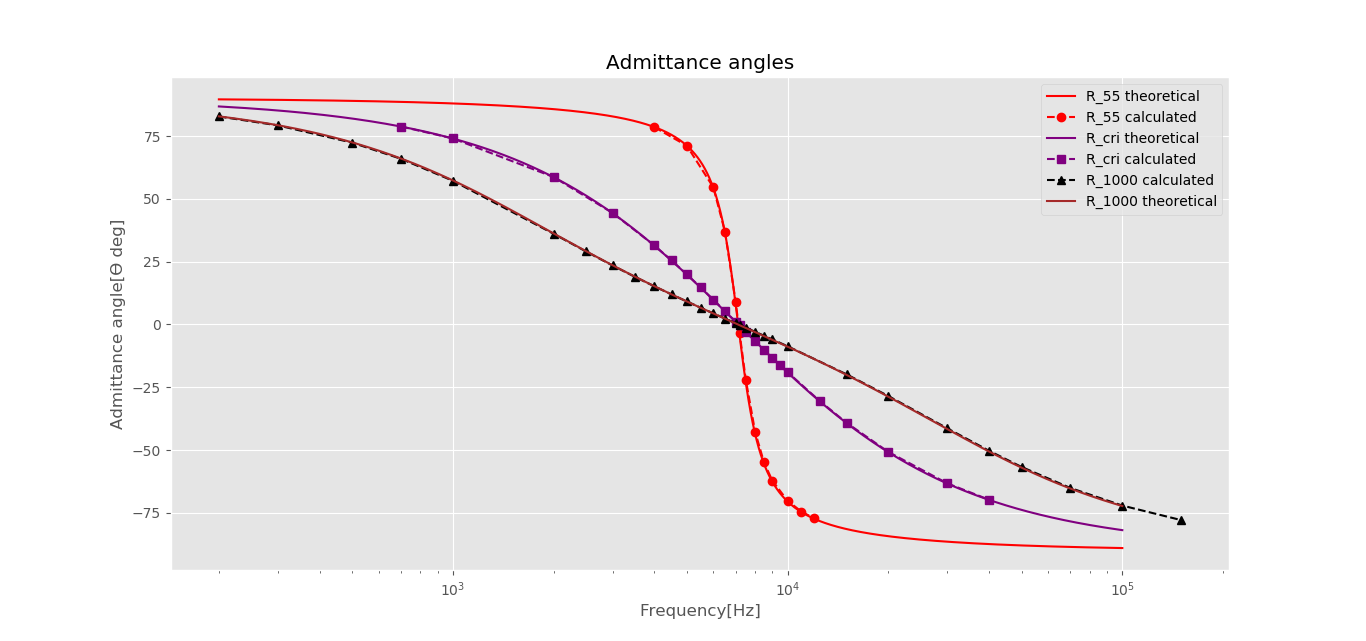 Admittance angles
R_55 theoretical
R_55 calculated
R_cri theoretical
R_cri calculated
R_1000 calculated
R_1000 theoretical
Admittance angle[Θ deg]
75
50
25
0
−25
−50
−75
10³
10⁴
10⁵
Frequency[Hz]